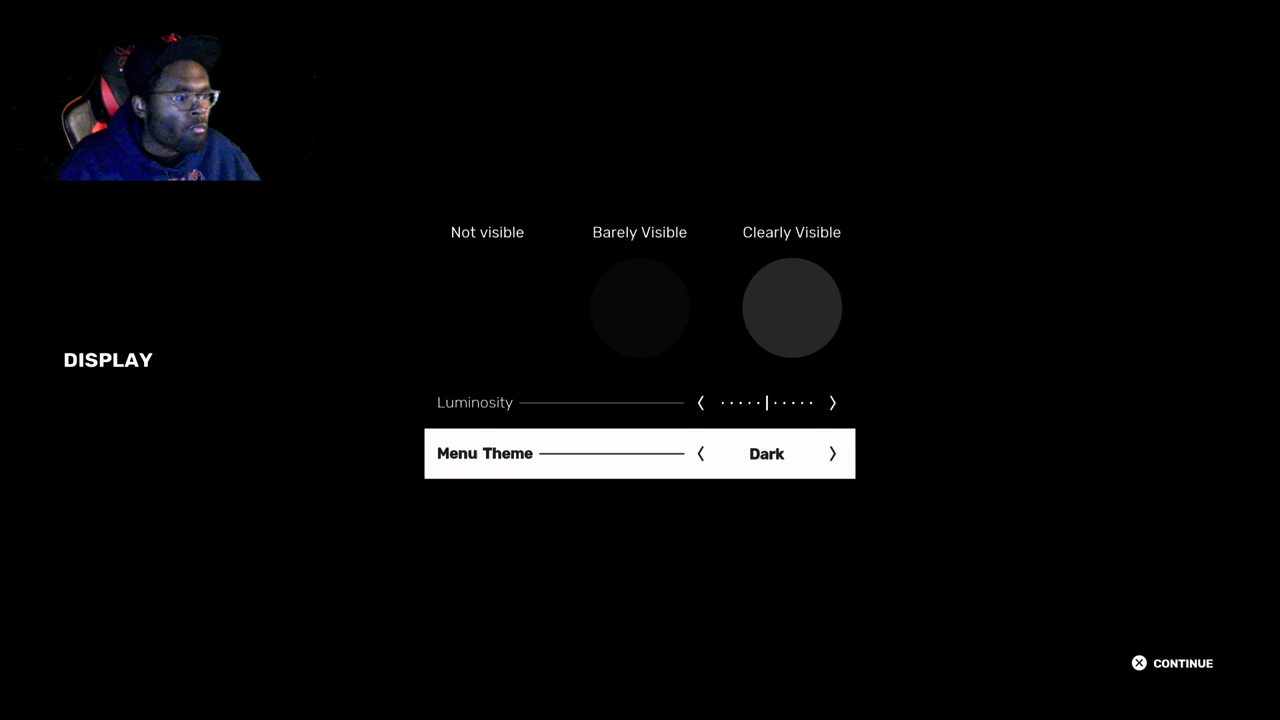 Not visible
Barely Visible
Clearly Visible
DISPLAY
Luminosity
Menu Theme
Dark
CONTINUE